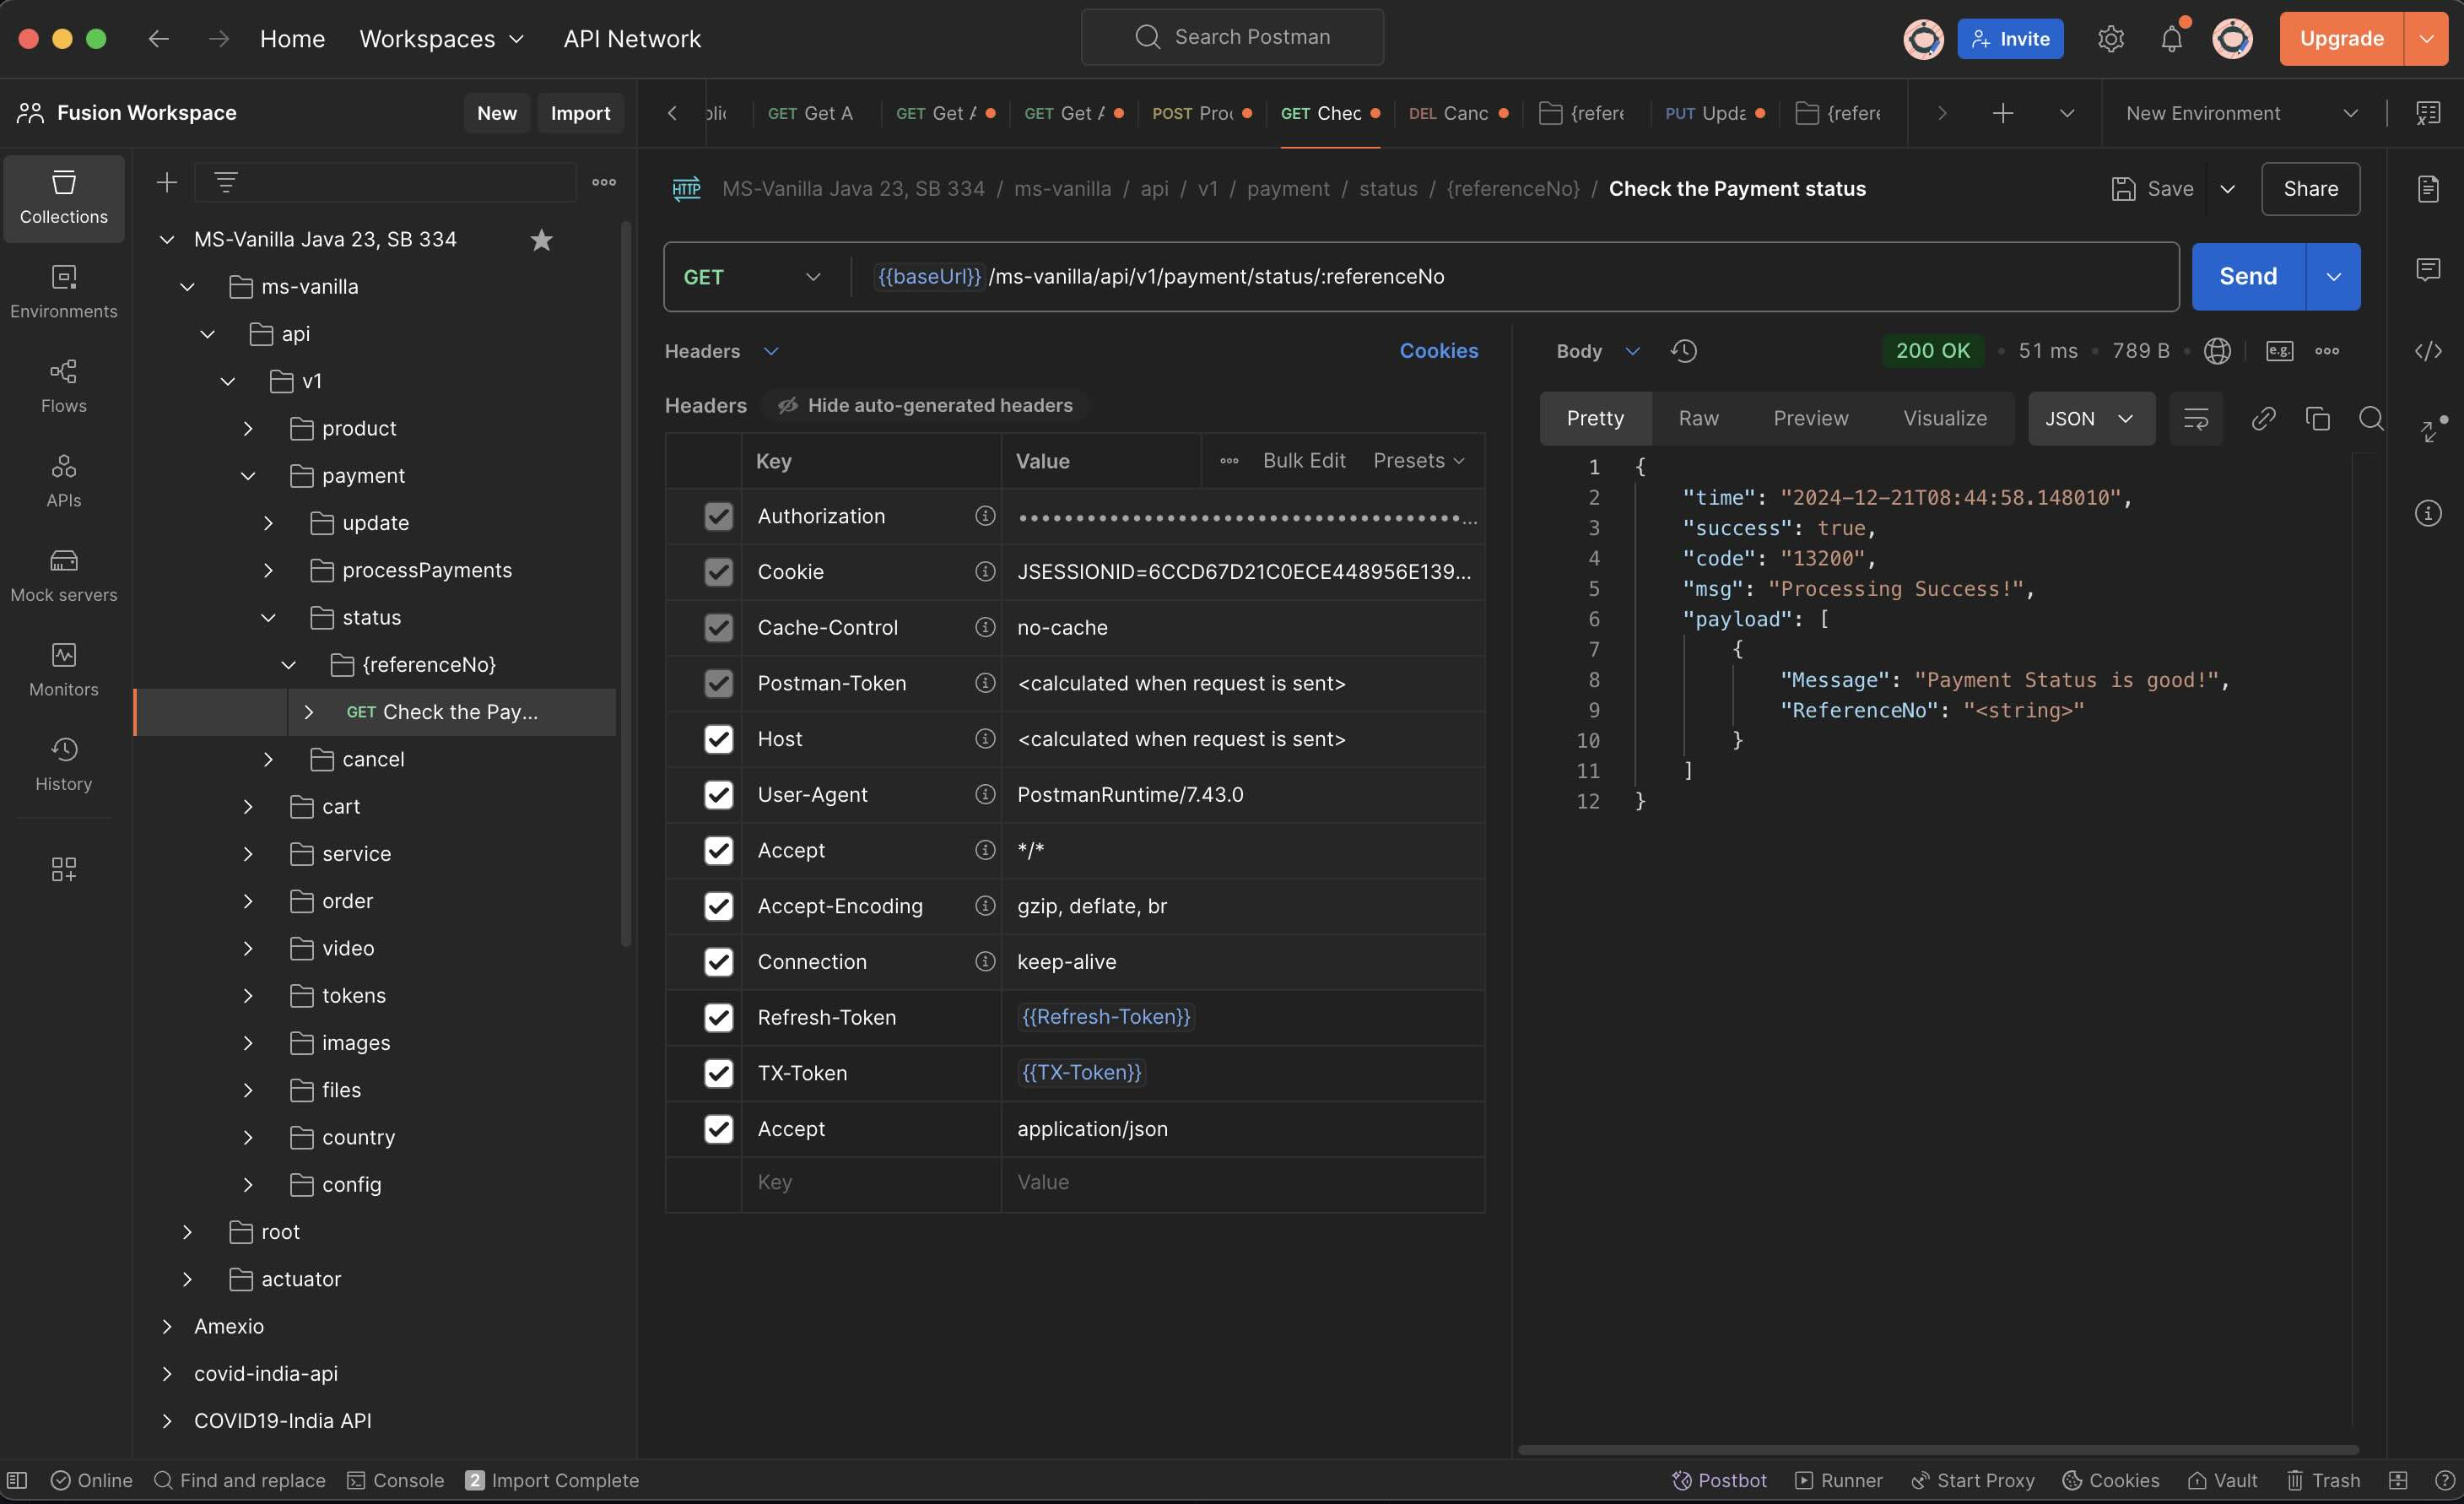 Home Workspaces API Network
Search Postman
Invite
Upgrade
Fusion Workspace New Import
GET Get A
GET Get
GET Get
POST Pro
GET Chec
DEL Canc
{refere
PUT Upda
{refere
New Environment
Collections
Environments
Flows
APIs
Mock servers
Monitors
History
MS-Vanilla Java 23, SB 334
ms-vanilla
api
v1
product
payment
update
processPayments
status
{referenceNo}
GET Check the Pay...
cancel
cart
service
order
video
tokens
images
files
country
config
root
actuator
Amexio
covid-india-api
COVID19-India API
HTTP MS-Vanilla Java 23, SB 334 / ms-vanilla / api / v1 / payment / status / {referenceNo} / Check the Payment status
Save Share
GET {{baseUrl}} /ms-vanilla/api/v1/payment/status/:referenceNo
Send
Headers Cookies
Headers Hide auto-generated headers
Key Value Bulk Edit Presets
Authorization ••••••••••••••••••••••••••••••••••••••...
Cookie JSESSIONID=6CCD67D21C0ECE448956E139...
Cache-Control no-cache
Postman-Token <calculated when request is sent>
Host <calculated when request is sent>
User-Agent PostmanRuntime/7.43.0
Accept */*
Accept-Encoding gzip, deflate, br
Connection keep-alive
Refresh-Token {{Refresh-Token}}
TX-Token {{TX-Token}}
Accept application/json
Key Value
Body 200 OK • 51 ms • 789 B • e.g.
Pretty Raw Preview Visualize JSON
1 {
2 "time": "2024-12-21T08:44:58.148010",
3 "success": true,
4 "code": "13200",
5 "msg": "Processing Success!",
6 "payload": [
7 {
8 "Message": "Payment Status is good!",
9 "ReferenceNo": "<string>"
10 }
11 ]
12 }
Online Find and replace Console 2 Import Complete
Postbot Runner Start Proxy Cookies Vault Trash